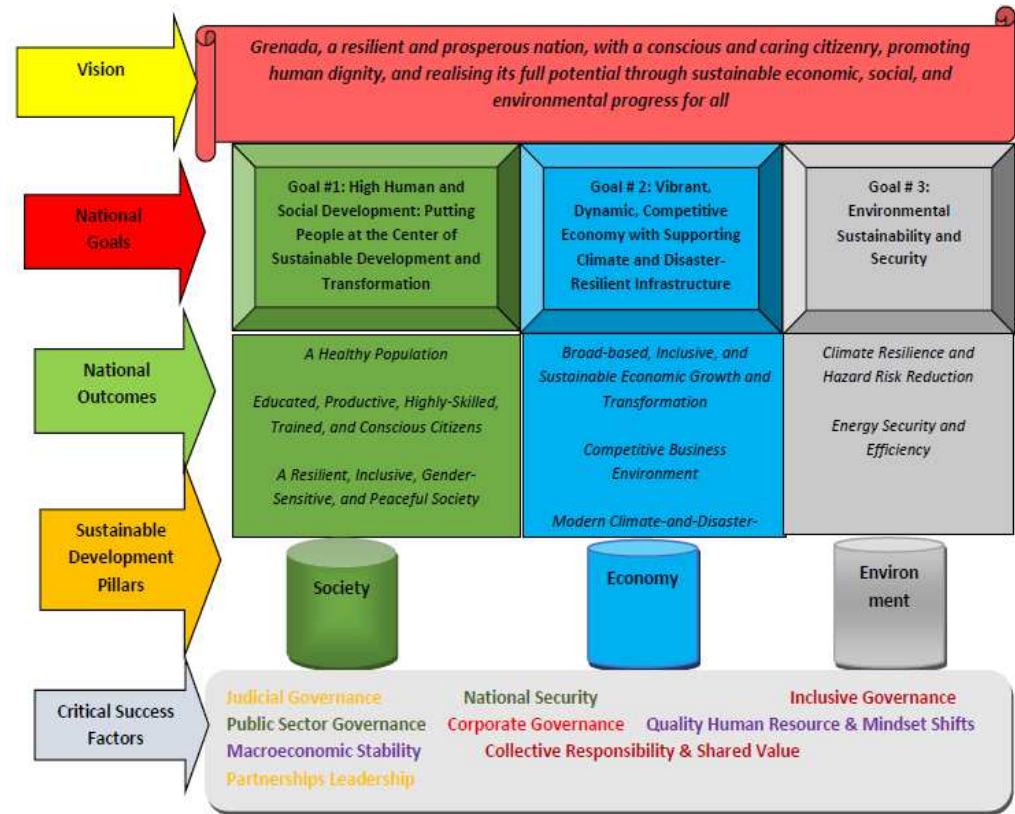 Vision
Grenada, a resilient and prosperous nation, with a conscious and caring citizenry, promoting
human dignity, and realising its full potential through sustainable economic, social, and
environmental progress for all
National
Goals
Goal #1: High Human and
Social Development: Putting
People at the Center of
Sustainable Development and
Transformation
Goal # 2: Vibrant,
Dynamic, Competitive
Economy with Supporting
Climate and Disaster-
Resilient Infrastructure
Goal # 3:
Environmental
Sustainability and
Security
National
Outcomes
A Healthy Population
Educated, Productive, Highly-Skilled,
Trained, and Conscious Citizens
A Resilient, Inclusive, Gender-
Sensitive, and Peaceful Society
Broad-based, Inclusive, and
Sustainable Economic Growth and
Transformation
Competitive Business
Environment
Modern Climate-and-Disaster-
Climate Resilience and
Hazard Risk Reduction
Energy Security and
Efficiency
Sustainable
Development
Pillars
Society
Economy
Environ
ment
Critical Success
Factors
Judicial Governance National Security Inclusive Governance
Public Sector Governance Corporate Governance Quality Human Resource & Mindset Shifts
Macroeconomic Stability Collective Responsibility & Shared Value
Partnerships Leadership